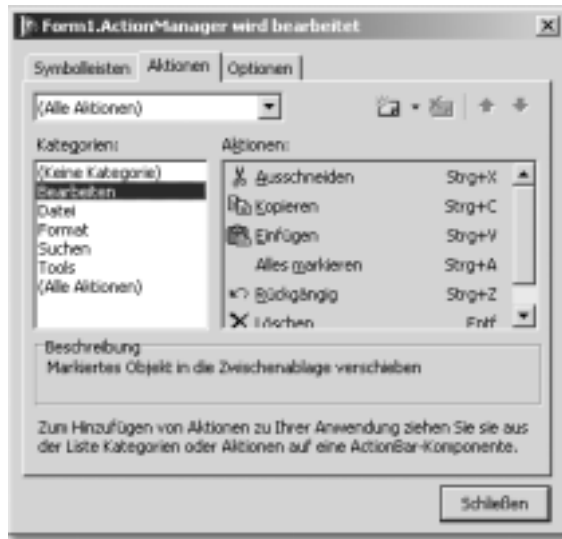 Form1.ActionManager wird bearbeitet
Symbolleisten Aktionen Optionen
(Alle Aktionen)
Kategorien: Aktionen:
(Keine Kategorie)
Bearbeiten
Datei
Format
Suchen
Tools
(Alle Aktionen)
Ausschneiden Strg+X
Kopieren Strg+C
Einfügen Strg+V
Alles markieren Strg+A
Rückgängig Strg+Z
Löschen Entf
Beschreibung
Markiertes Objekt in die Zwischenablage verschieben
Zum Hinzufügen von Aktionen zu Ihrer Anwendung ziehen Sie sie aus
der Liste Kategorien oder Aktionen auf eine ActionBar-Komponente.
Schließen